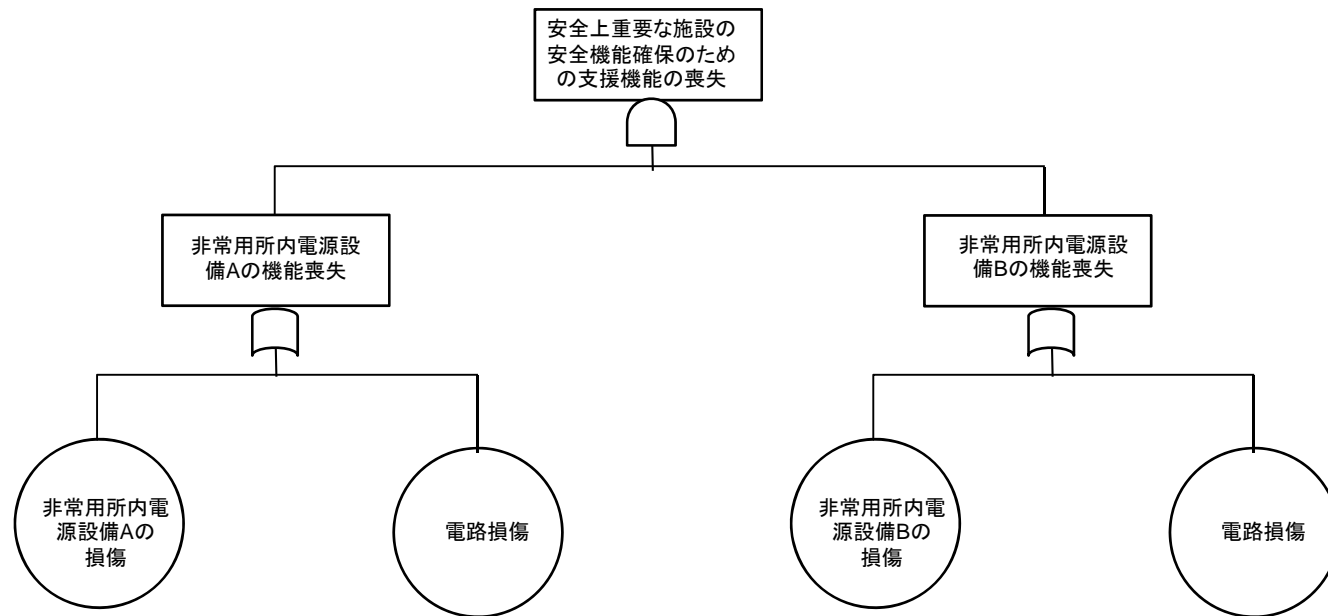 安全上重要な施設の
安全機能確保のため
の支援機能の喪失
非常用所内電源設
備Aの機能喪失
非常用所内電源設
備Bの機能喪失
非常用所内電
源設備Aの
損傷
電路損傷
非常用所内電
源設備Bの
損傷
電路損傷